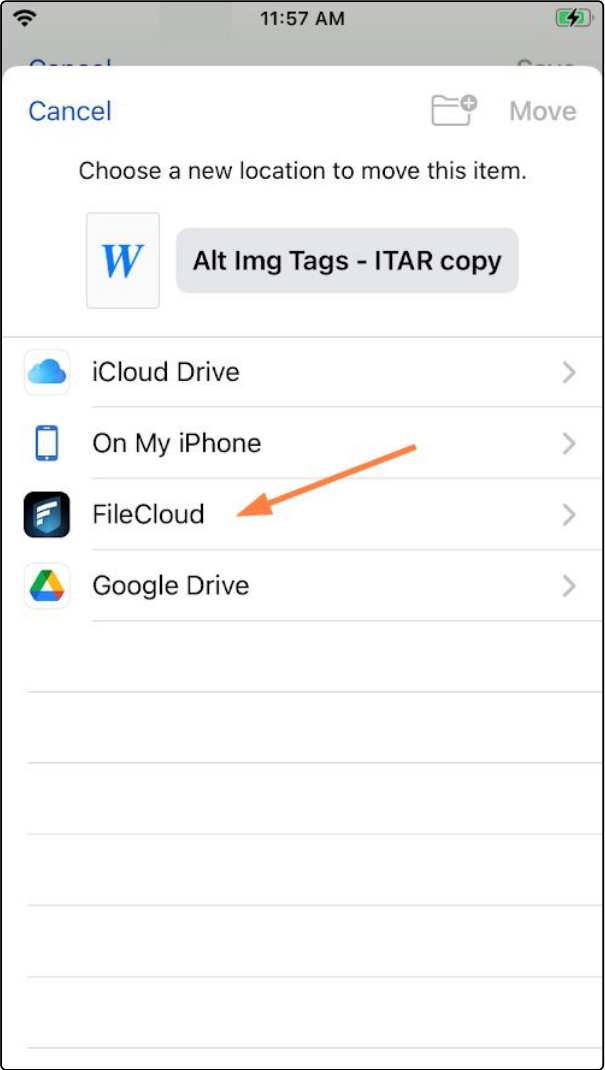 11:57 AM
Cancel
Move
Choose a new location to move this item.
W
Alt Img Tags - ITAR copy
iCloud Drive
On My iPhone
FileCloud
Google Drive